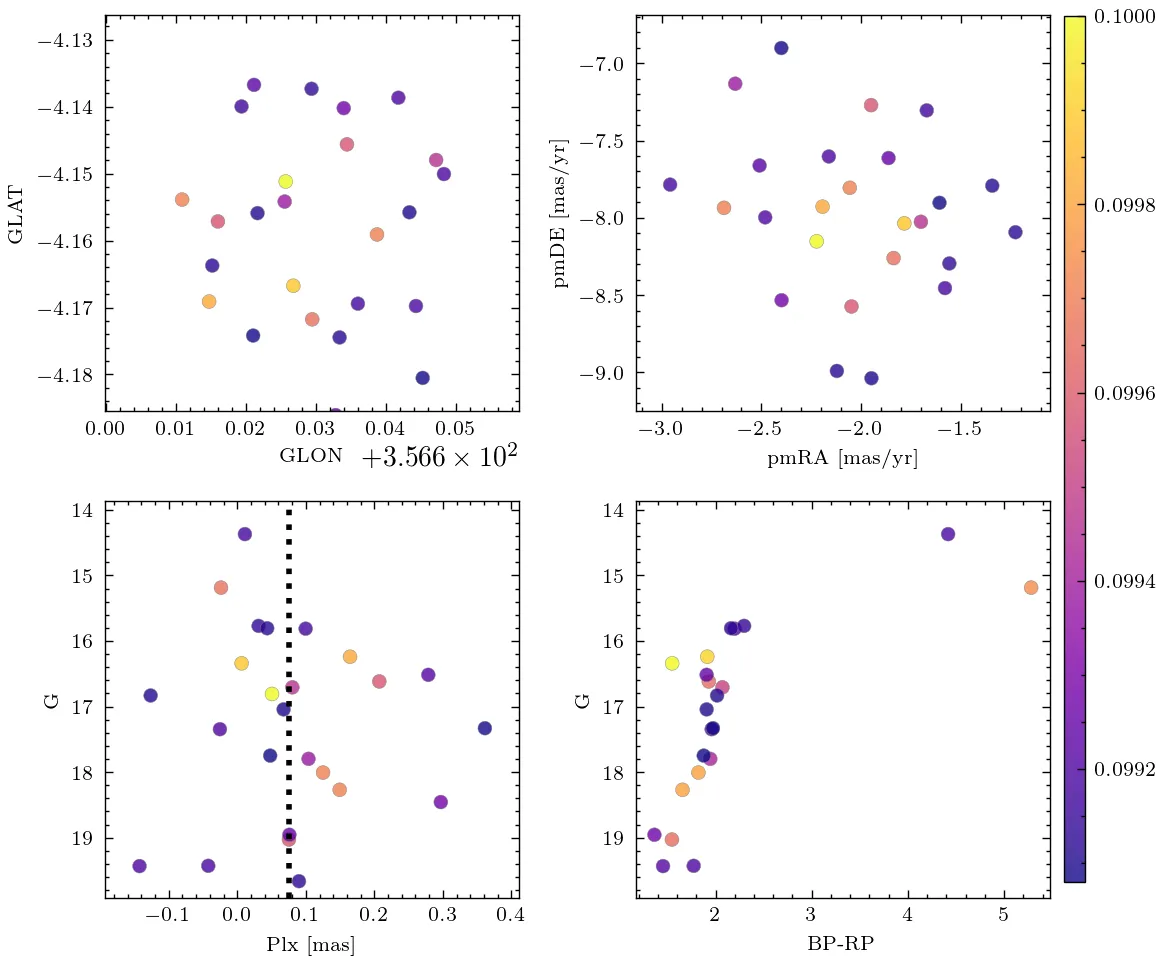 −4.13
−4.14
−4.15
−4.16
−4.17
−4.18
GLAT
0.00 0.01 0.02 0.03 0.04 0.05
GLON +3.566 × 10²
−7.0
−7.5
−8.0
−8.5
−9.0
pmDE [mas/yr]
−3.0 −2.5 −2.0 −1.5
pmRA [mas/yr]
0.1000
0.0998
0.0996
0.0994
0.0992
14
15
16
17
18
19
G
−0.1 0.0 0.1 0.2 0.3 0.4
Plx [mas]
14
15
16
17
18
19
G
2 3 4 5
BP-RP